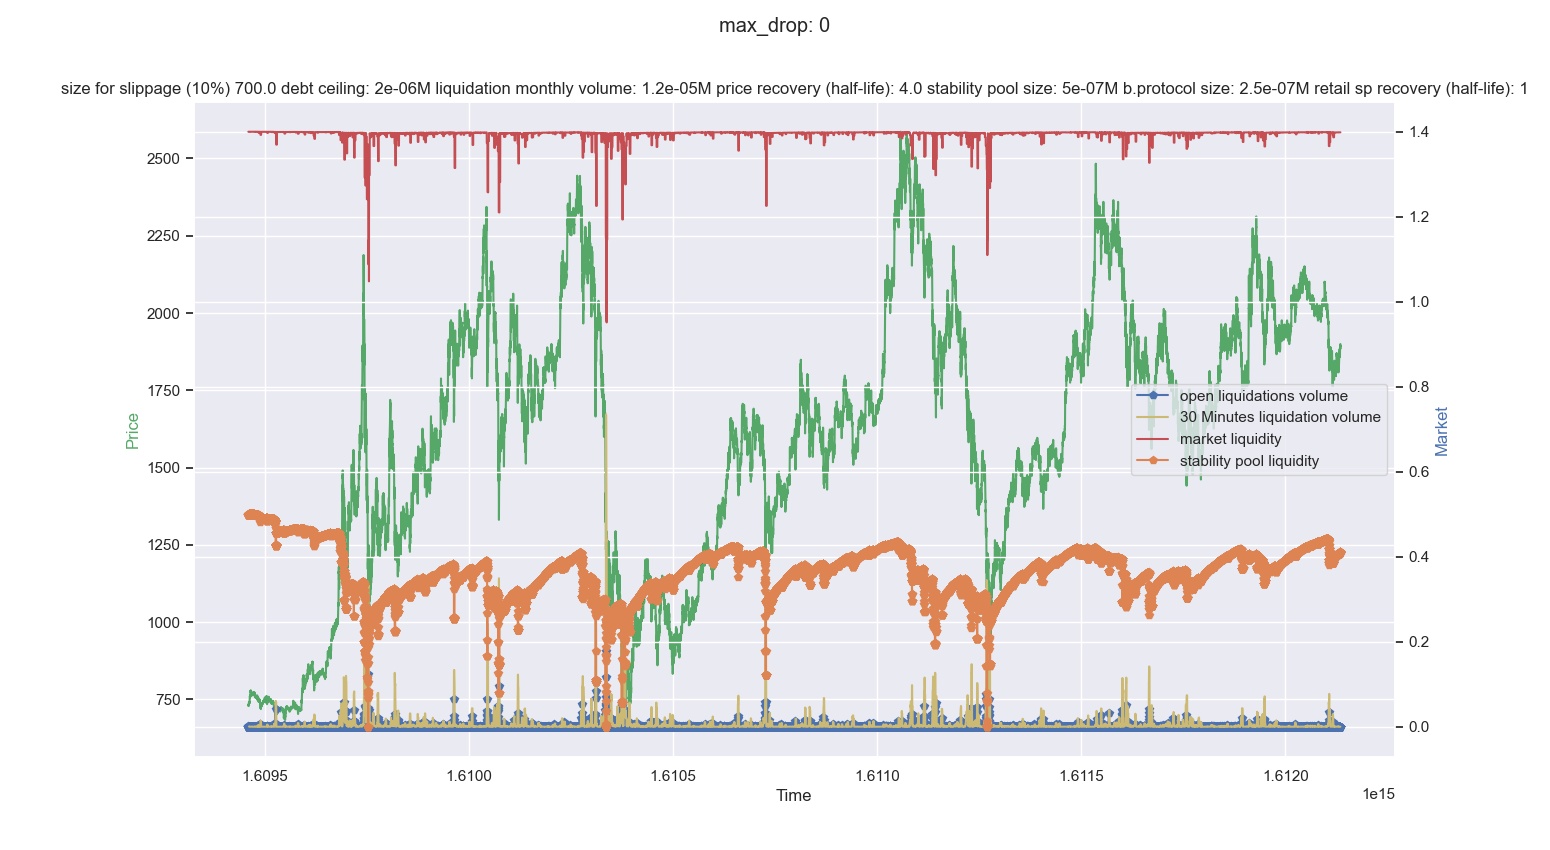 max_drop: 0
size for slippage (10%) 700.0 debt ceiling: 2e-06M liquidation monthly volume: 1.2e-05M price recovery (half-life): 4.0 stability pool size: 5e-07M b.protocol size: 2.5e-07M retail sp recovery (half-life): 1
2500
2250
2000
1750
1500
1250
1000
750
Price
1.4
1.2
1.0
0.8
0.6
0.4
0.2
0.0
Market
open liquidations volume
30 Minutes liquidation volume
market liquidity
stability pool liquidity
1.6095 1.6100 1.6105 1.6110 1.6115 1.6120
Time
1e15